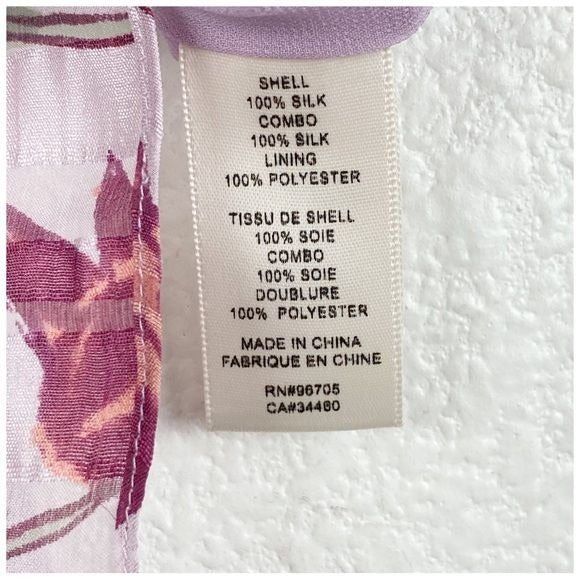 SHELL
100% SILK
COMBO
100% SILK
LINING
100% POLYESTER
TISSU DE SHELL
100% SOIE
COMBO
100% SOIE
DOUBLURE
100% POLYESTER
MADE IN CHINA
FABRIQUE EN CHINE
RN#96705
CA#34460